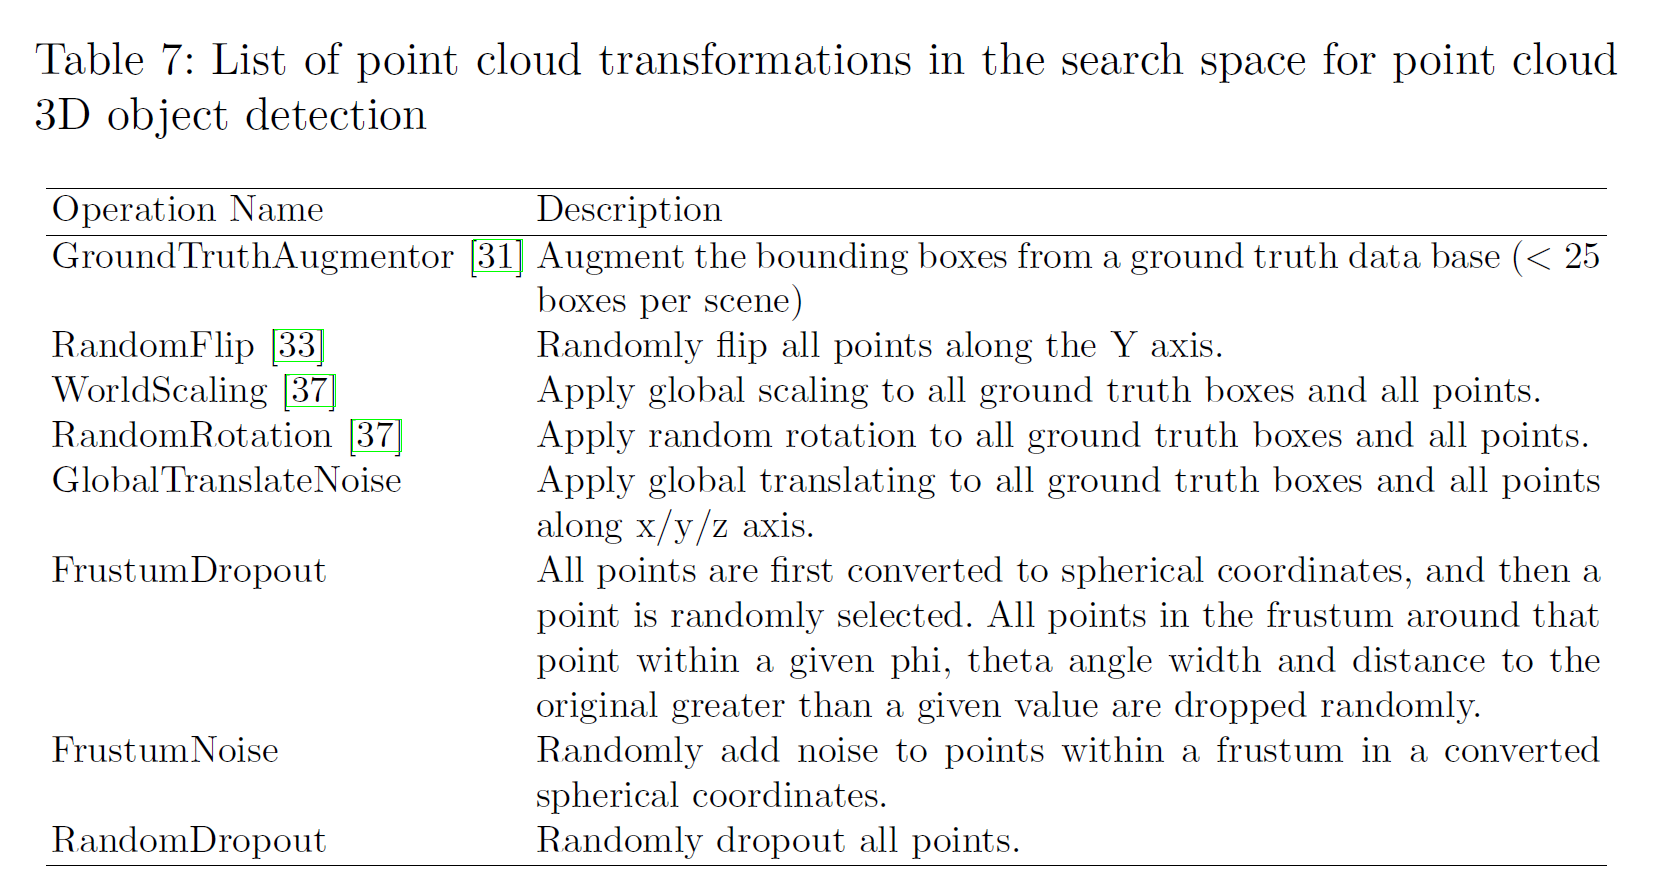 Table 7: List of point cloud transformations in the search space for point cloud
3D object detection
Operation Name Description
GroundTruthAugmentor [31] Augment the bounding boxes from a ground truth data base (< 25
boxes per scene)
RandomFlip [33] Randomly flip all points along the Y axis.
WorldScaling [37] Apply global scaling to all ground truth boxes and all points.
RandomRotation [37] Apply random rotation to all ground truth boxes and all points.
GlobalTranslateNoise Apply global translating to all ground truth boxes and all points
along x/y/z axis.
FrustumDropout All points are first converted to spherical coordinates, and then a
point is randomly selected. All points in the frustum around that
point within a given phi, theta angle width and distance to the
original greater than a given value are dropped randomly.
FrustumNoise Randomly add noise to points within a frustum in a converted
spherical coordinates.
RandomDropout Randomly dropout all points.